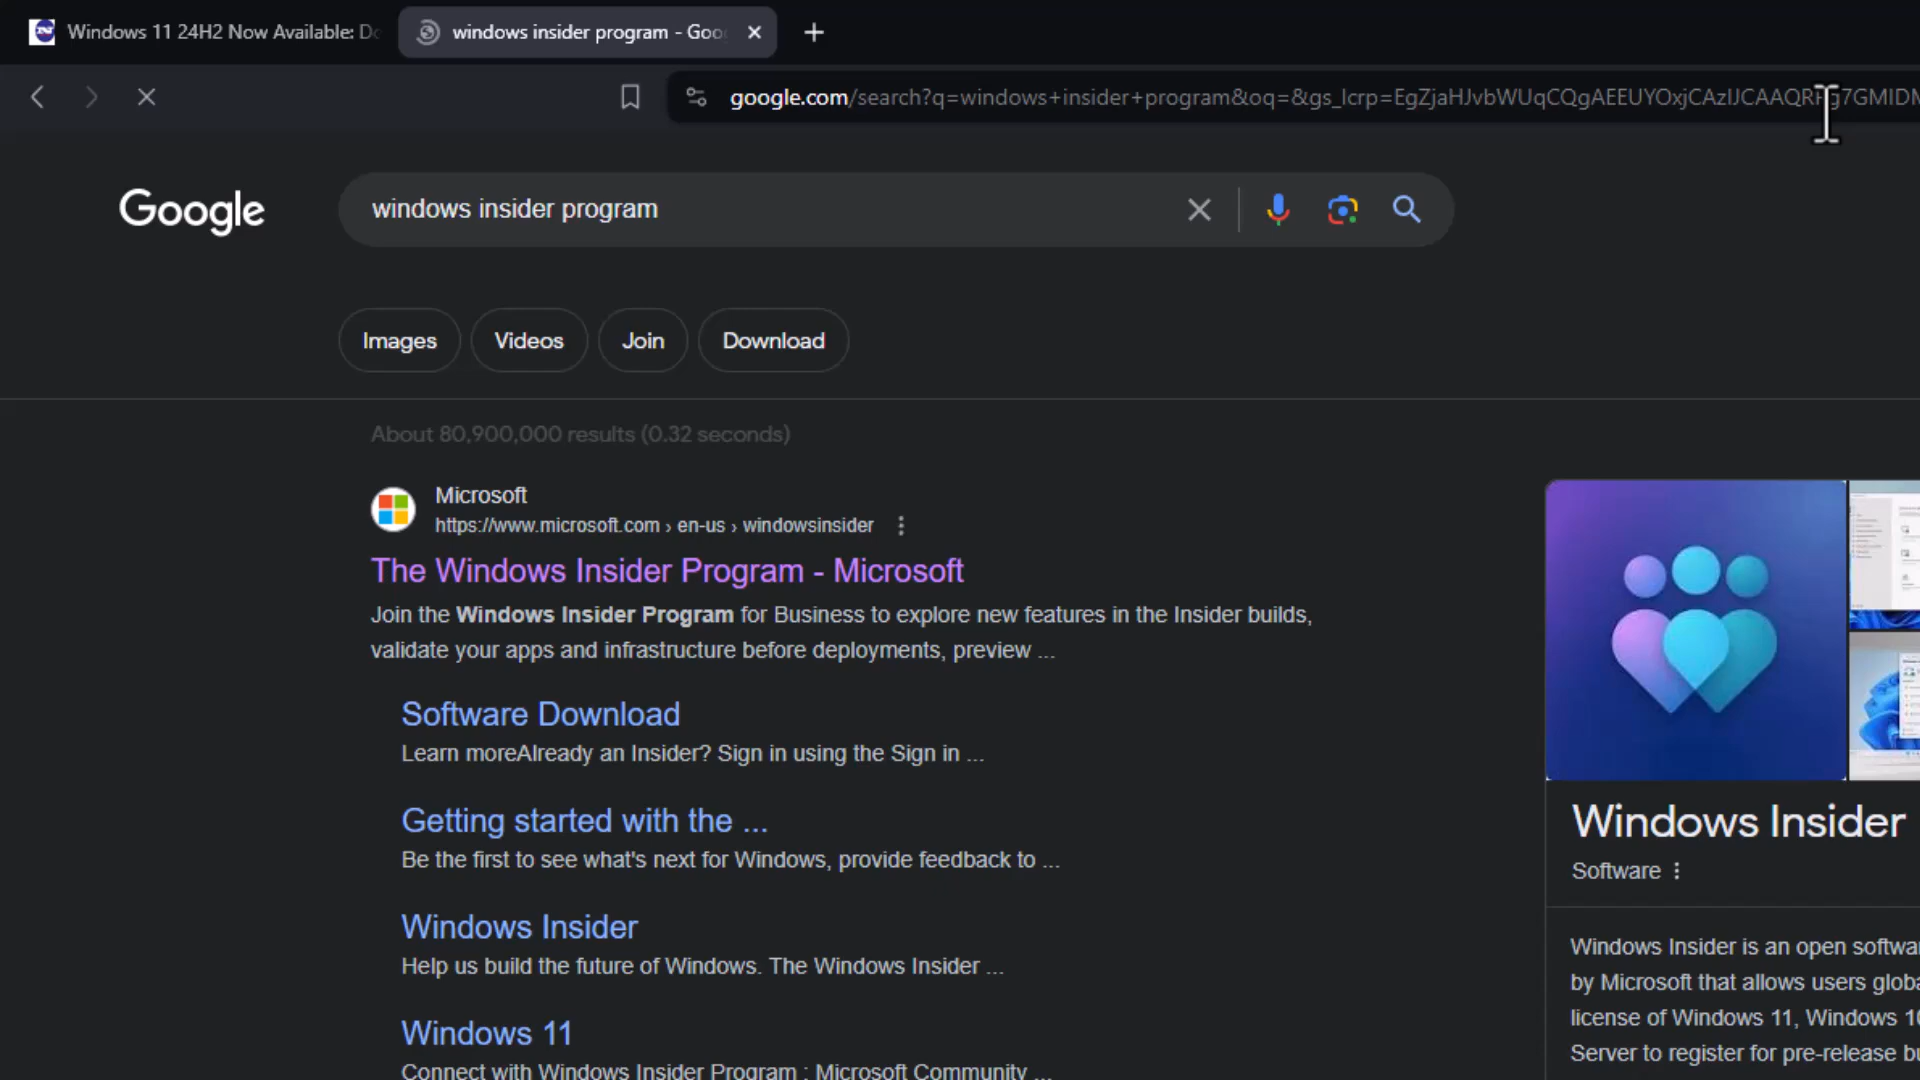 Windows 11 24H2 Now Available: Do
windows insider program - Goo
google.com/search?q=windows+insider+program&oq=&gs_lcrp=
Google
windows insider program
Images
Videos
Join
Download
About 80,900,000 results (0.32 seconds)
Microsoft
https://www.microsoft.com › en-us › windowsinsider
The Windows Insider Program - Microsoft
Join the Windows Insider Program for Business to explore new features in the Insider builds,
validate your apps and infrastructure before deployments, preview ...
Software Download
Learn moreAlready an Insider? Sign in using the Sign in ...
Getting started with the ...
Be the first to see what's next for Windows, provide feedback to ...
Windows Insider
Help us build the future of Windows. The Windows Insider ...
Windows 11
Connect with Windows Insider Program : Microsoft Community ...
Windows Insider
Software
Windows Insider is an open softwa
by Microsoft that allows users globa
license of Windows 11, Windows 10
Server to register for pre-release bu